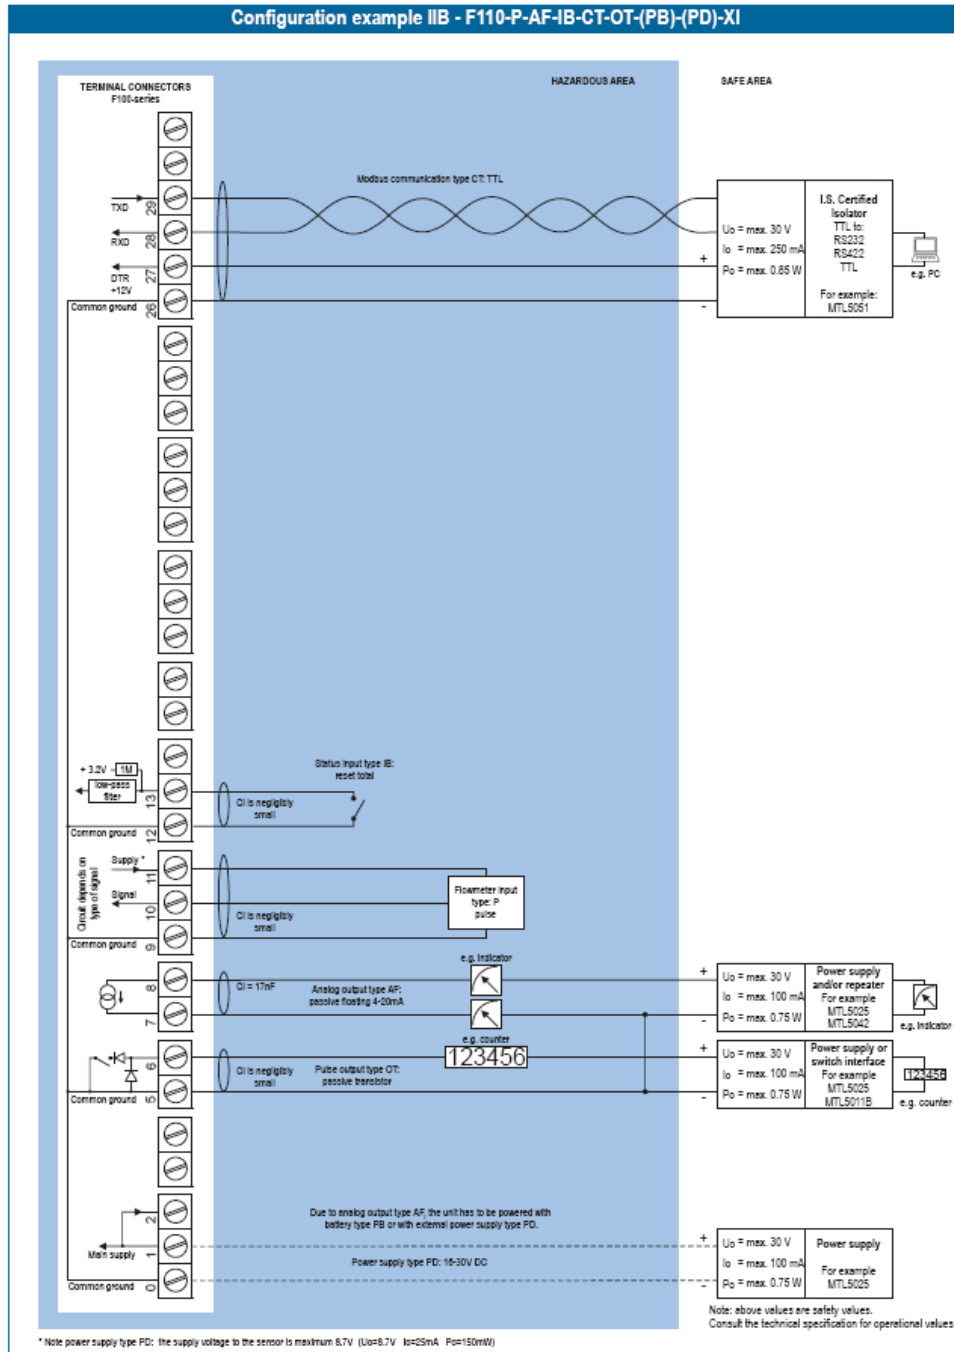 Configuration example IIB - F110-P-AF-IB-CT-OT-(PB)-(PD)-XI
TERMINAL CONNECTORS
F100-series
HAZARDOUS AREA
SAFE AREA
Modbus communication type CT: TTL
TXD
29
RXD
28
DTR
+12V
27
Common ground
26
+
-
Uo = max. 30 V
Io = max. 250 mA
Po = max. 0.85 W
I.S. Certified
Isolator
TTL to:
RS232
RS422
TTL
For example:
MTL5051
e.g. PC
+ 3.2V
1M
low-pass
filter
13
Common ground
12
Ci is negligibly
small
Status input type IB:
reset total
Circuit depends on
type of signal
Supply *
11
Signal
10
Common ground
9
Ci is negligibly
small
Flowmeter input
type: P
pulse
8
7
Ci = 17nF
Analog output type AF:
passive floating 4-20mA
e.g. indicator
+
-
Uo = max. 30 V
Io = max. 100 mA
Po = max. 0.75 W
Power supply
and/or repeater
For example
MTL5025
MTL5042
e.g. indicator
6
Common ground
5
Ci is negligibly
small
Pulse output type OT:
passive transistor
e.g. counter
123456
+
-
Uo = max. 30 V
Io = max. 100 mA
Po = max. 0.75 W
Power supply or
switch interface
For example
MTL5025
MTL5011B
123456
e.g. counter
2
Main supply
1
Common ground
0
Due to analog output type AF, the unit has to be powered with
battery type PB or with external power supply type PD.
Power supply type PD: 16-30V DC
+
-
Uo = max. 30 V
Io = max. 100 mA
Po = max. 0.75 W
Power supply
For example
MTL5025
Note: above values are safety values.
Consult the technical specification for operational values
* Note power supply type PD: the supply voltage to the sensor is maximum 8.7V (Uo=8.7V Io=25mA Po=150mW)